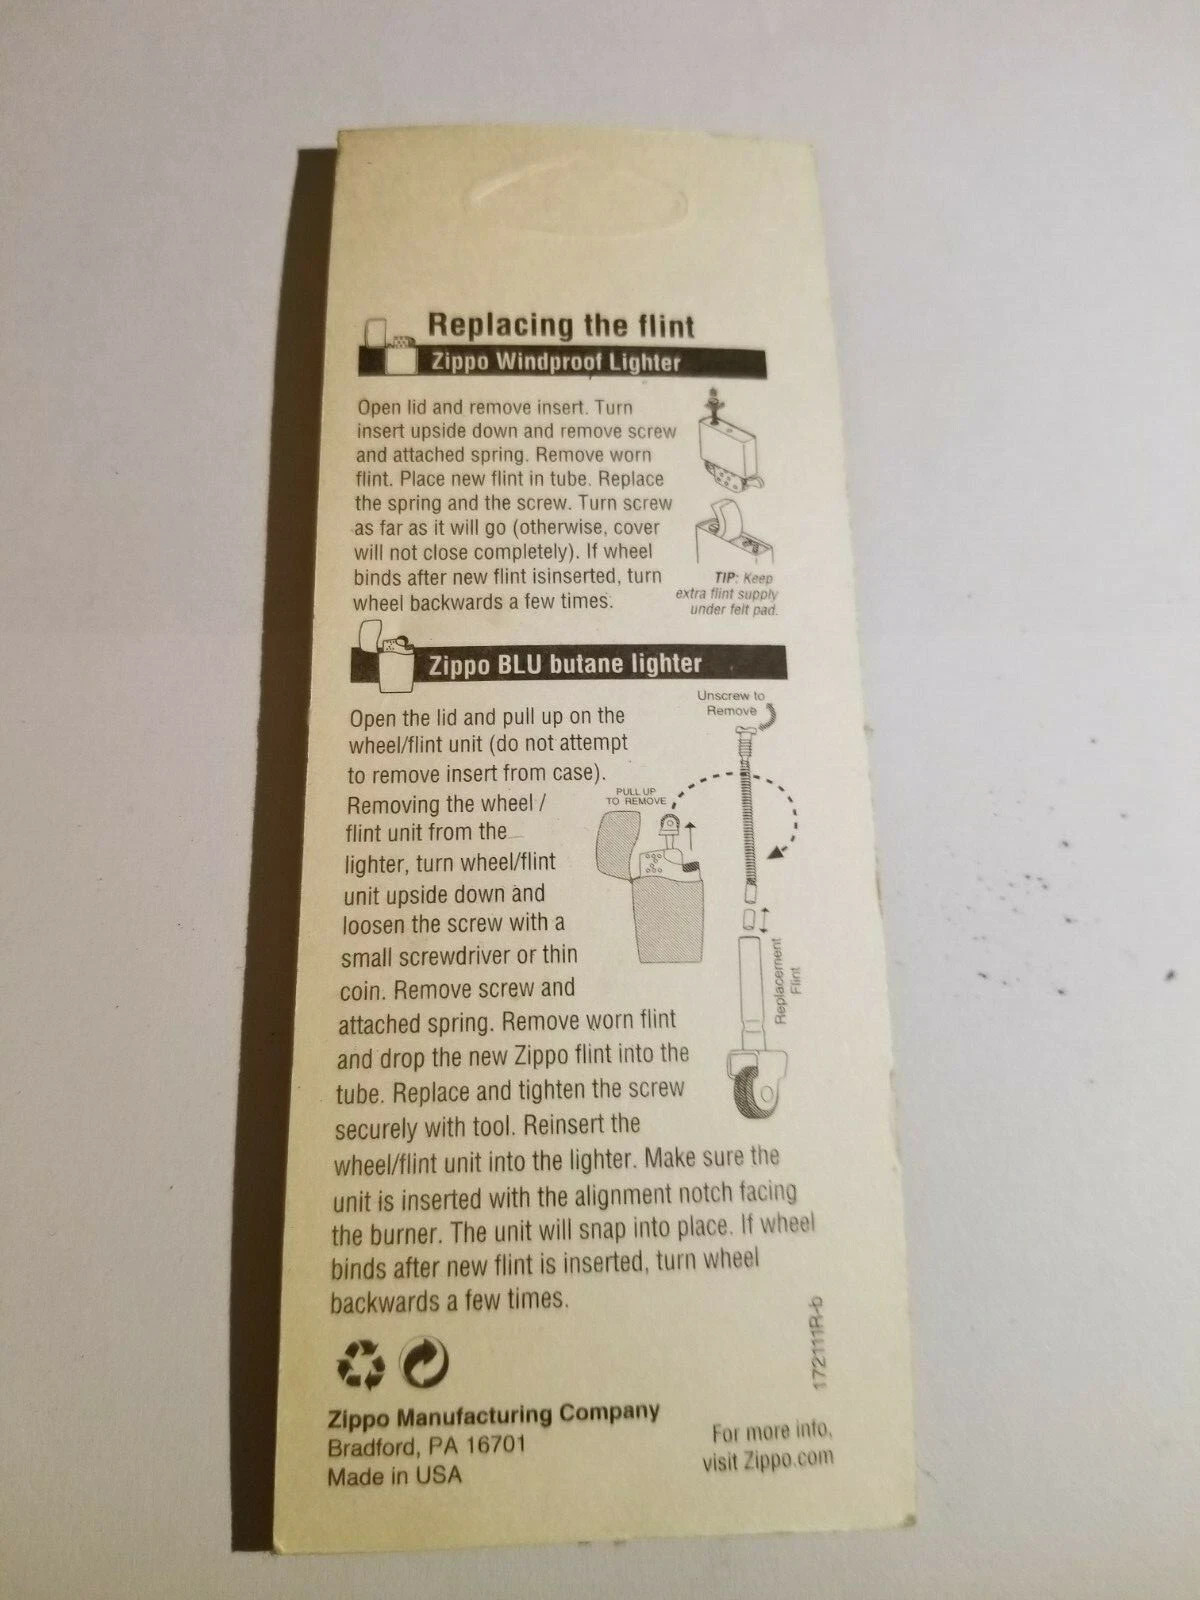 Replacing the flint
Zippo Windproof Lighter
Open lid and remove insert. Turn
insert upside down and remove screw
and attached spring. Remove worn
flint. Place new flint in tube. Replace
the spring and the screw. Turn screw
as far as it will go (otherwise, cover
will not close completely). If wheel
binds after new flint isinserted, turn
wheel backwards a few times.
TIP: Keep
extra flint supply
under felt pad.
Zippo BLU butane lighter
Open the lid and pull up on the
wheel/flint unit (do not attempt
to remove insert from case).
Removing the wheel /
flint unit from the
lighter, turn wheel/flint
unit upside down and
loosen the screw with a
small screwdriver or thin
coin. Remove screw and
attached spring. Remove worn flint
and drop the new Zippo flint into the
tube. Replace and tighten the screw
securely with tool. Reinsert the
wheel/flint unit into the lighter. Make sure the
unit is inserted with the alignment notch facing
the burner. The unit will snap into place. If wheel
binds after new flint is inserted, turn wheel
backwards a few times.
Unscrew to
Remove
PULL UP
TO REMOVE
Replacement
Flint
172111R-b
Zippo Manufacturing Company
Bradford, PA 16701
Made in USA
For more info,
visit Zippo.com